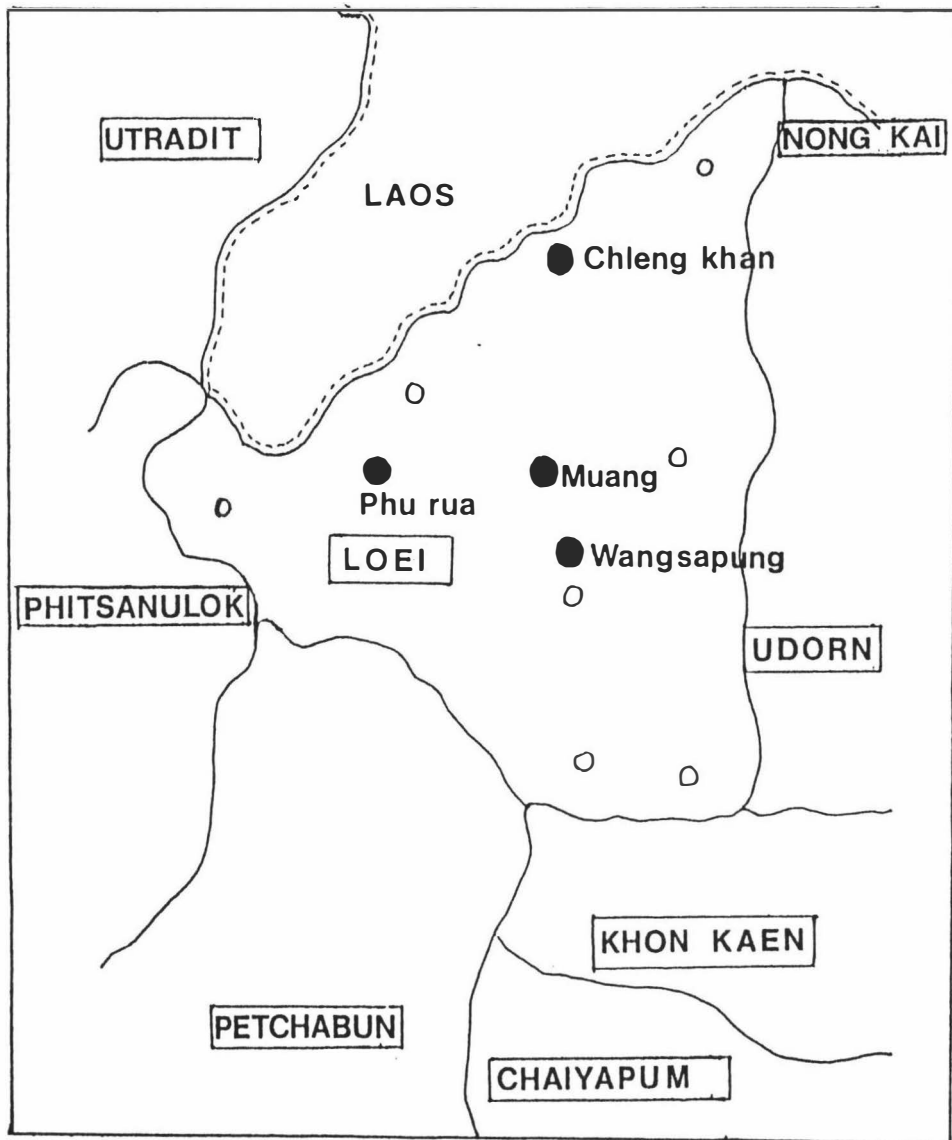 UTRADIT
NONG KAI
LAOS
Chleng khan
Muang
Phu rua
LOEI
Wangsapung
PHITSANULOK
UDORN
KHON KAEN
PETCHABUN
CHAIYAPUM